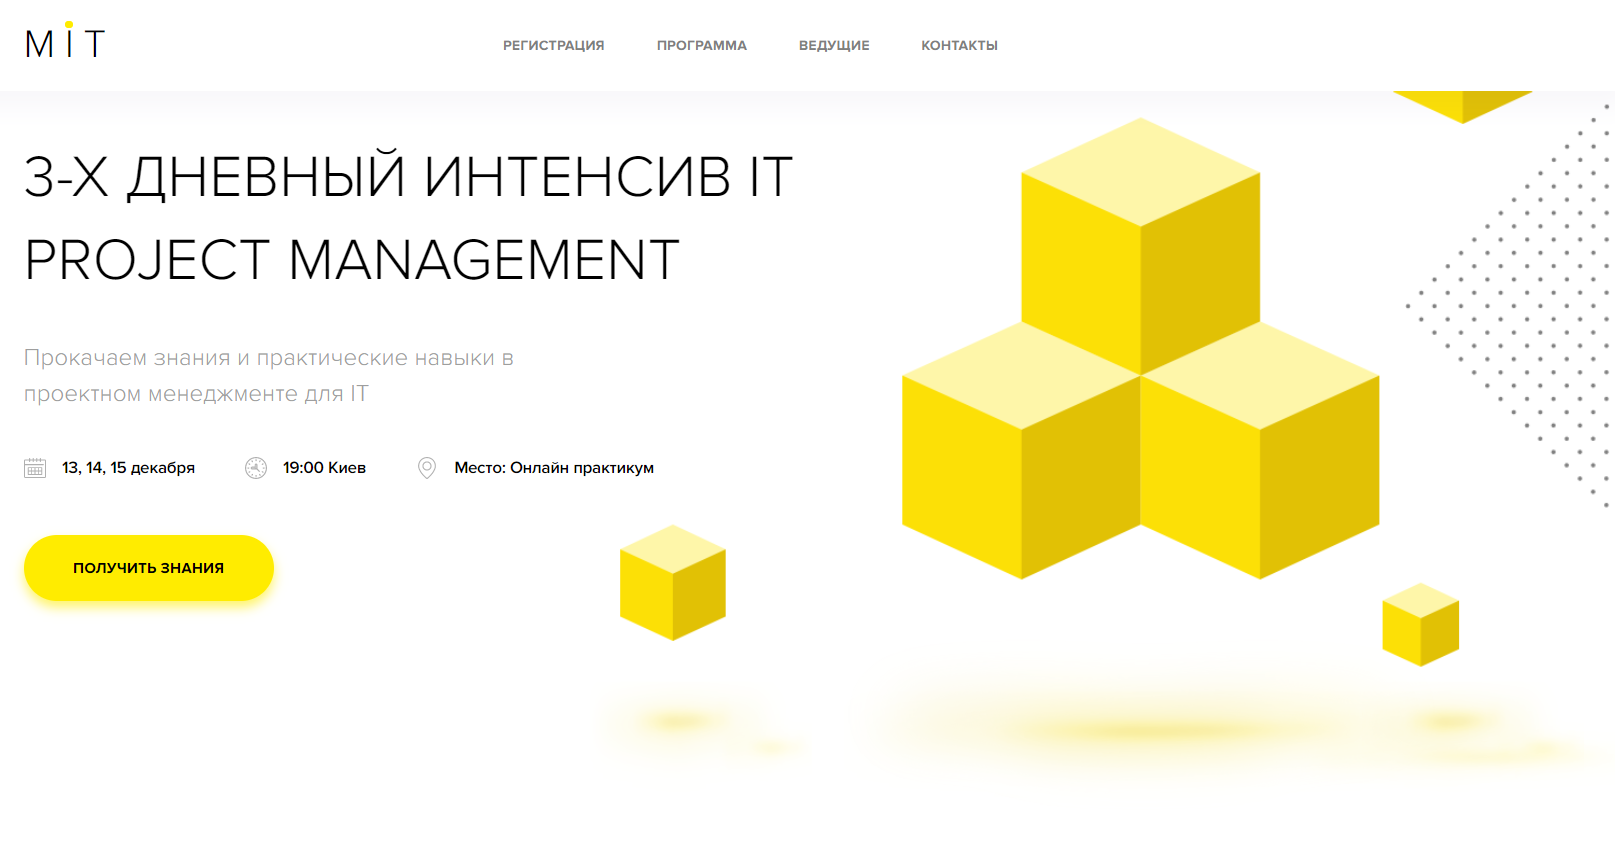 MiT
РЕГИСТРАЦИЯ ПРОГРАММА ВЕДУЩИЕ КОНТАКТЫ
3-Х ДНЕВНЫЙ ИНТЕНСИВ IT
PROJECT MANAGEMENT
Прокачаем знания и практические навыки в
проектном менеджменте для IT
13, 14, 15 декабря 19:00 Киев Место: Онлайн практикум
ПОЛУЧИТЬ ЗНАНИЯ